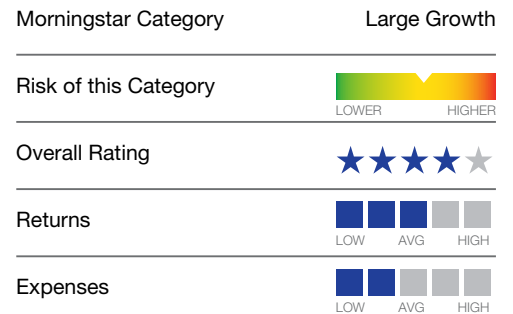 Morningstar Category Large Growth
Risk of this Category
LOWER HIGHER
Overall Rating
Returns
LOW AVG HIGH
Expenses
LOW AVG HIGH